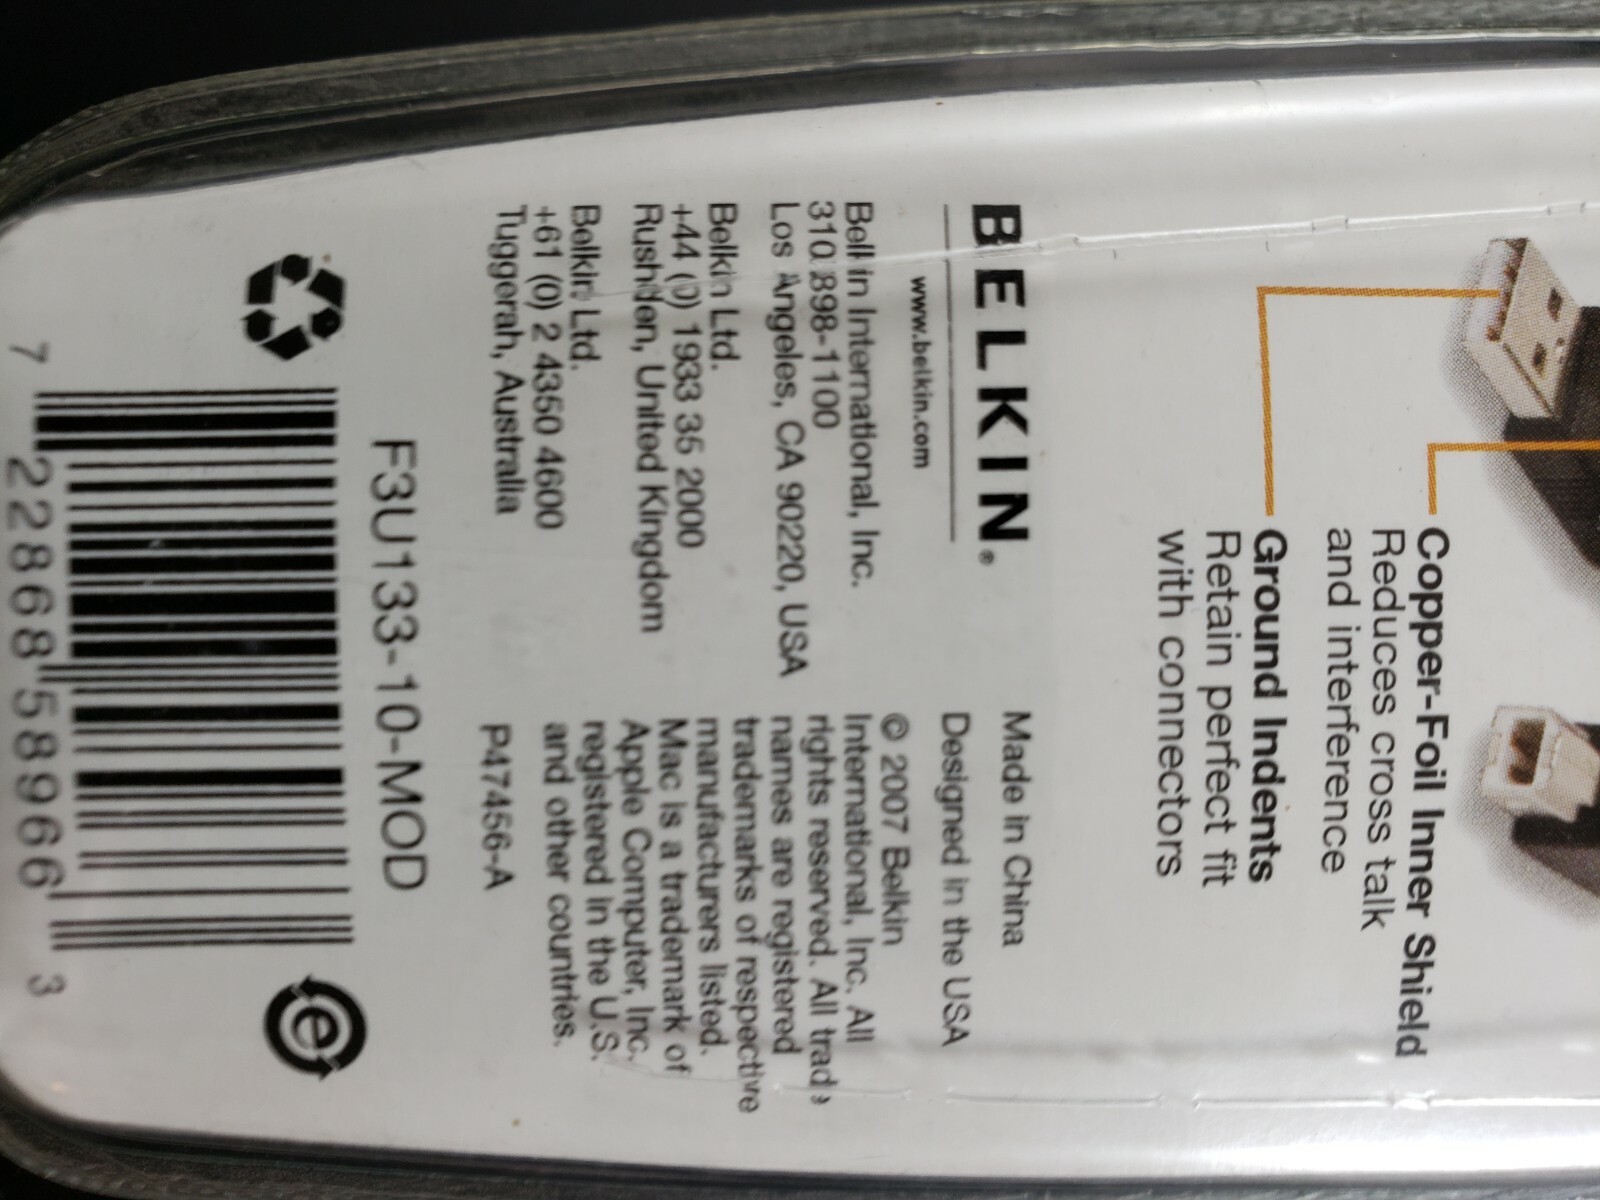 Copper-Foil Inner Shield
Reduces cross talk
and interference
Ground Indents
Retain perfect fit
with connectors
BELKIN®
www.belkin.com
Belkin International, Inc.
310.898-1100
Los Angeles, CA 90220, USA
Belkin Ltd.
+44 (0) 1933 35 2000
Rushden, United Kingdom
Belkin Ltd.
+61 (0) 2 4350 4600
Tuggerah, Australia
Made in China
Designed in the USA
© 2007 Belkin
International, Inc. All
rights reserved. All trade
names are registered
trademarks of respective
manufacturers listed.
Mac is a trademark of
Apple Computer, Inc.
registered in the U.S.
and other countries.
P47456-A
F3U133-10-MOD
7 22868 58966 3
e